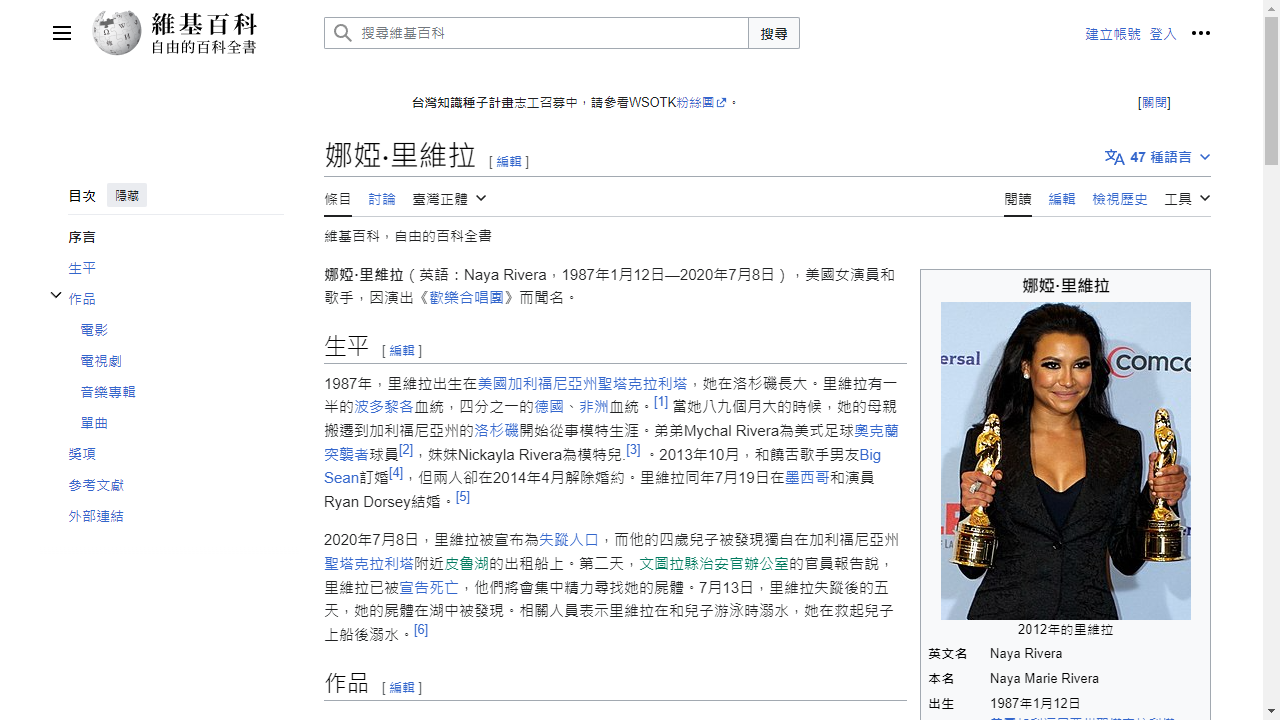 維基百科
自由的百科全書
搜尋維基百科
搜尋
建立帳號 登入
台灣知識種子計畫志工召募中，請參看WSOTK粉絲團。
[關閉]
娜婭·里維拉 [ 編輯 ]
47 種語言
目次 隱藏
序言
生平
作品
電影
電視劇
音樂專輯
單曲
獎項
參考文獻
外部連結
條目 討論 臺灣正體
閱讀 編輯 檢視歷史 工具
維基百科，自由的百科全書
娜婭·里維拉（英語：Naya Rivera，1987年1月12日—2020年7月8日），美國女演員和
歌手，因演出《歡樂合唱團》而聞名。
生平 [ 編輯 ]
1987年，里維拉出生在美國加利福尼亞州聖塔克拉利塔，她在洛杉磯長大。里維拉有一
半的波多黎各血統，四分之一的德國、非洲血統。[1] 當她八九個月大的時候，她的母親
搬遷到加利福尼亞州的洛杉磯開始從事模特生涯。弟弟Mychal Rivera為美式足球奧克蘭
突襲者球員[2]，妹妹Nickayla Rivera為模特兒.[3] 。2013年10月，和饒舌歌手男友Big
Sean訂婚[4]，但兩人卻在2014年4月解除婚約。里維拉同年7月19日在墨西哥和演員
Ryan Dorsey結婚。[5]
2020年7月8日，里維拉被宣布為失蹤人口，而他的四歲兒子被發現獨自在加利福尼亞州
聖塔克拉利塔附近皮魯湖的出租船上。第二天，文圖拉縣治安官辦公室的官員報告說，
里維拉已被宣告死亡，他們將會集中精力尋找她的屍體。7月13日，里維拉失蹤後的五
天，她的屍體在湖中被發現。相關人員表示里維拉在和兒子游泳時溺水，她在救起兒子
上船後溺水。[6]
作品 [ 編輯 ]
娜婭·里維拉
ersal
comc
2012年的里維拉
英文名 Naya Rivera
本名 Naya Marie Rivera
出生 1987年1月12日